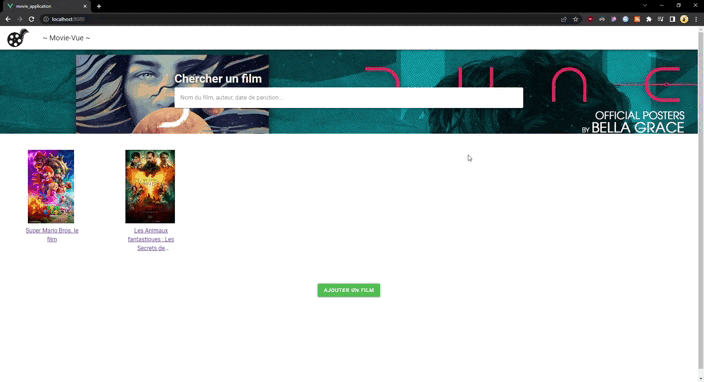 movie_application
localhost:8080
~ Movie-Vue ~
DUNE
Chercher un film
Nom du film, auteur, date de parution...
OFFICIAL POSTERS
BY BELLA GRACE
Super Mario Bros, le
film
Les Animaux
fantastiques : Les
Secrets de...
AJOUTER UN FILM